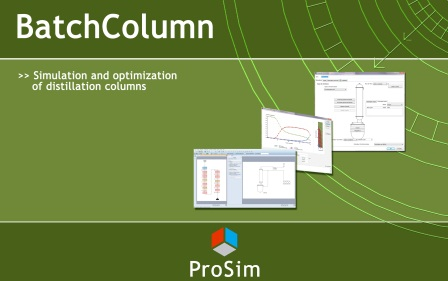 BatchColumn
>> Simulation and optimization
of distillation columns
ProSim